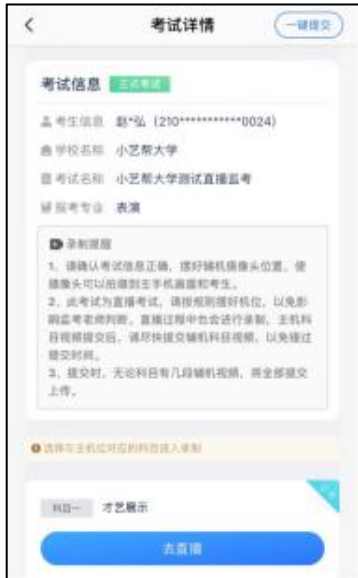 考试详情
一键提交
考试信息 正式考试
考生信息 赵*弘（210***********0024）
学校名称 小艺帮大学
考试名称 小艺帮大学测试直播监考
报考专业 表演
录制提醒
1、请确认考试信息正确，摆好辅机摄像头位置，使
摄像头可以拍摄到主手机画面和考生。
2、此考试为直播考试，请按规则摆好机位，以免影
响监考老师判断。直播过程中也会进行录制，主机科
目视频提交后，请尽快提交辅机科目视频，以免错过
提交时间。
3、提交时，无论科目有几段辅机视频，将全部提交
上传。
选择与主机位对应的科目进入录制
科目一 才艺展示
去直播